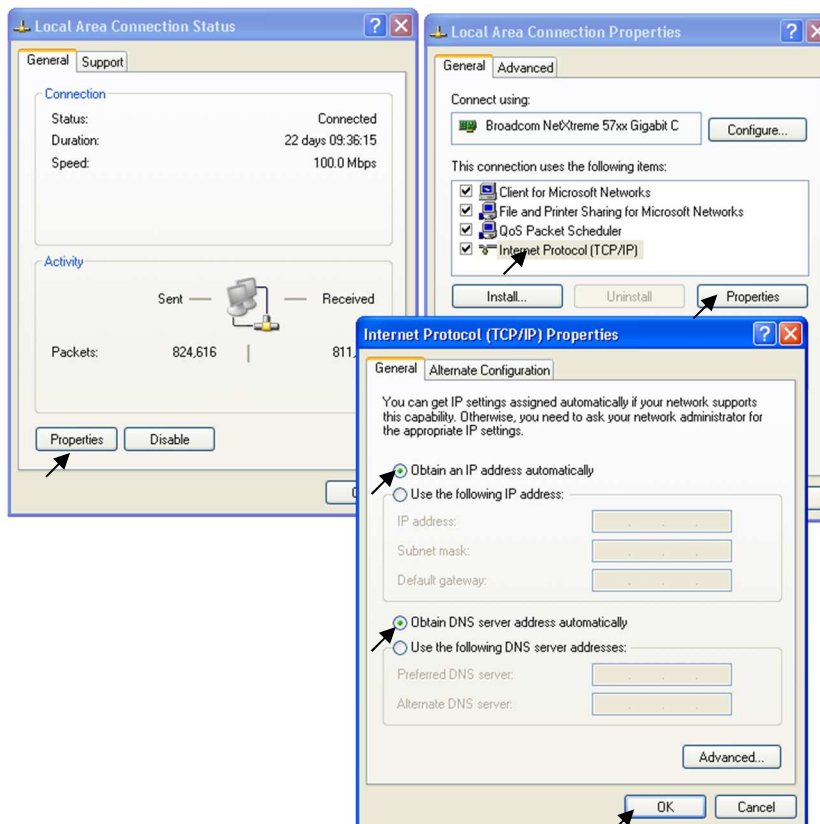 Local Area Connection Status
General Support
Connection
Status: Connected
Duration: 22 days 09:36:15
Speed: 100.0 Mbps
Activity
Sent Received
Packets: 824,616 811,
Properties Disable
Local Area Connection Properties
General Advanced
Connect using:
Broadcom NetXtreme 57xx Gigabit C Configure...
This connection uses the following items:
Client for Microsoft Networks
File and Printer Sharing for Microsoft Networks
QoS Packet Scheduler
Internet Protocol (TCP/IP)
Install... Uninstall Properties
Internet Protocol (TCP/IP) Properties
General Alternate Configuration
You can get IP settings assigned automatically if your network supports
this capability. Otherwise, you need to ask your network administrator for
the appropriate IP settings.
Obtain an IP address automatically
Use the following IP address:
IP address:
Subnet mask:
Default gateway:
Obtain DNS server address automatically
Use the following DNS server addresses:
Preferred DNS server:
Alternate DNS server:
Advanced...
OK Cancel